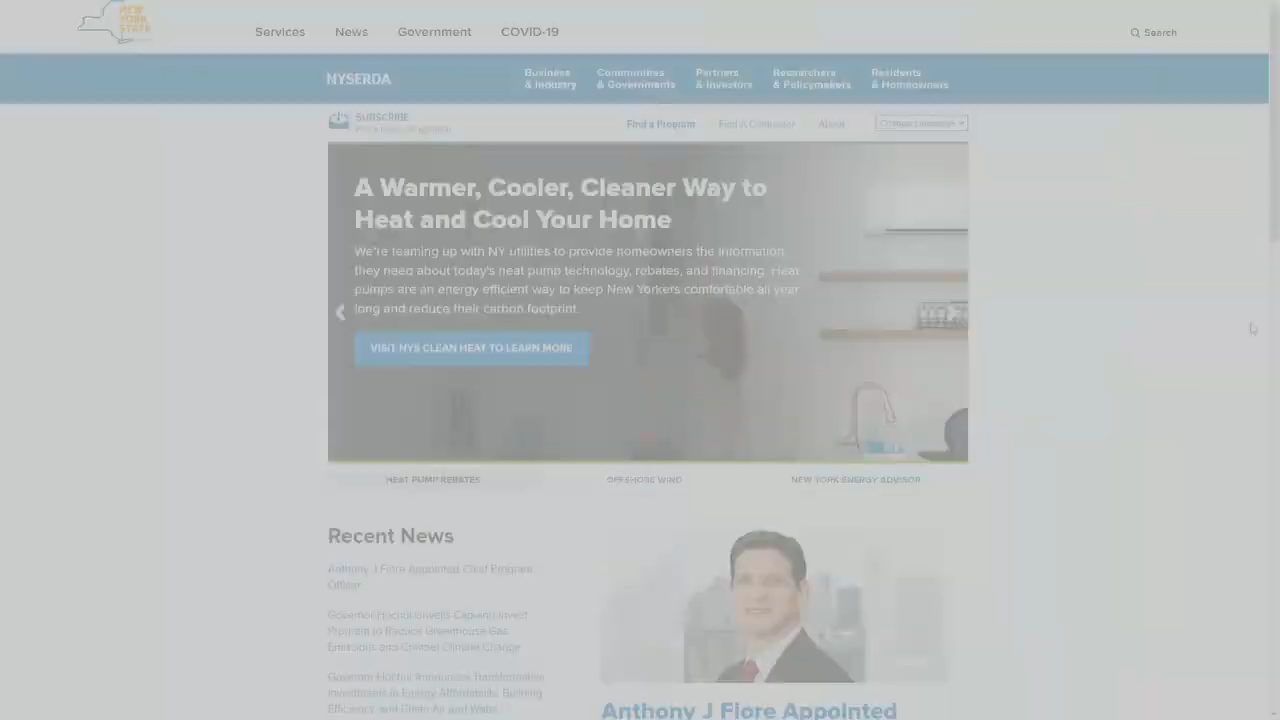 NEW
YORK
STATE
Services
News
Government
COVID-19
Search
NYSERDA
Business
& Industry
Communities
& Governments
Partners
& Investors
Researchers
& Policymakers
Residents
& Homeowners
SUBSCRIBE
Find a Program
Find A Contractor
About
A Warmer, Cooler, Cleaner Way to
Heat and Cool Your Home
We're teaming up with NY utilities to provide homeowners the information
they need about today's heat pump technology, rebates, and financing. Heat
pumps are an energy efficient way to keep New Yorkers comfortable all year
long and reduce their carbon footprint.
VISIT NYS CLEAN HEAT TO LEARN MORE
HEAT PUMP REBATES
OFFSHORE WIND
NEW YORK ENERGY ADVISOR
Recent News
Anthony J Fiore Appointed Chief Program
Officer
Governor Hochul Unveils Cap-and-Invest
Program to Reduce Greenhouse Gas
Emissions and Combat Climate Change
Governor Hochul Announces Transformative
Investments in Energy Affordability, Building
Efficiency, and Clean Air and Water
Anthony J Fiore Appointed